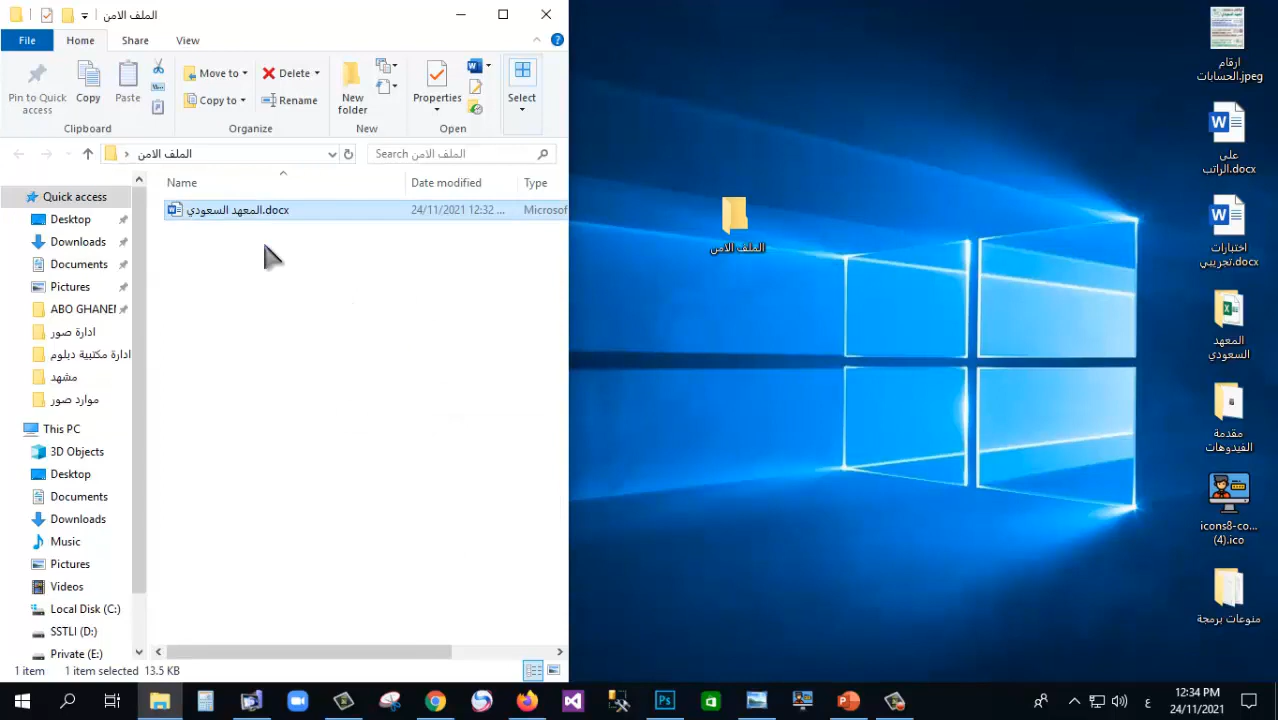 الملف الامن
File
Home
Share
View
Pin to Quick access
Copy
Paste
Clipboard
Move to
Copy to
Delete
Rename
Organize
New folder
New
Properties
Open
Select
الملف الامن
Search الملف الامن
Name
Date modified
Type
المعهد السعودي.docx
24/11/2021 12:32 ...
Microsof
Quick access
Desktop
Downloads
Documents
Pictures
ABO GHANEI
ادارة صور
ادارة مكتبية دبلوم
مشهد
موارد صور
This PC
3D Objects
Desktop
Documents
Downloads
Music
Pictures
Videos
Local Disk (C:)
SSTLI (D:)
Private (E:)
1 item
1 item selected
13.5 KB
الملف الامن
ارقام
الحسابات.jpeg
على
الراتب.docx
اختبارات
تجريبي.docx
المعهد
السعودي
مقدمة
الفيدوهات
icons8-co...
(4).ico
منوعات برمجة
ع
12:34 PM
24/11/2021